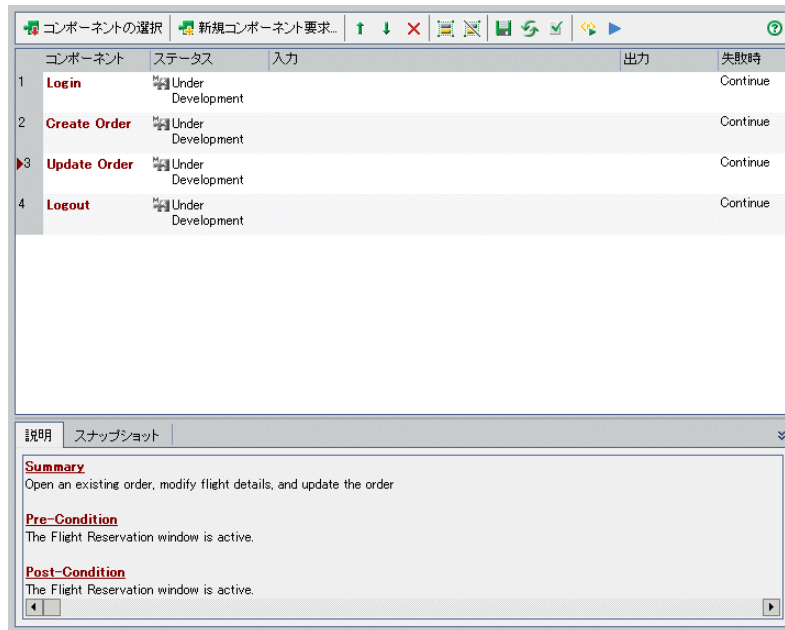 コンポーネントの選択 新規コンポーネント要求...
コンポーネント ステータス 入力 出力 失敗時
1 Login Under Development Continue
2 Create Order Under Development Continue
3 Update Order Under Development Continue
4 Logout Under Development Continue
説明 スナップショット
Summary
Open an existing order, modify flight details, and update the order
Pre-Condition
The Flight Reservation window is active.
Post-Condition
The Flight Reservation window is active.